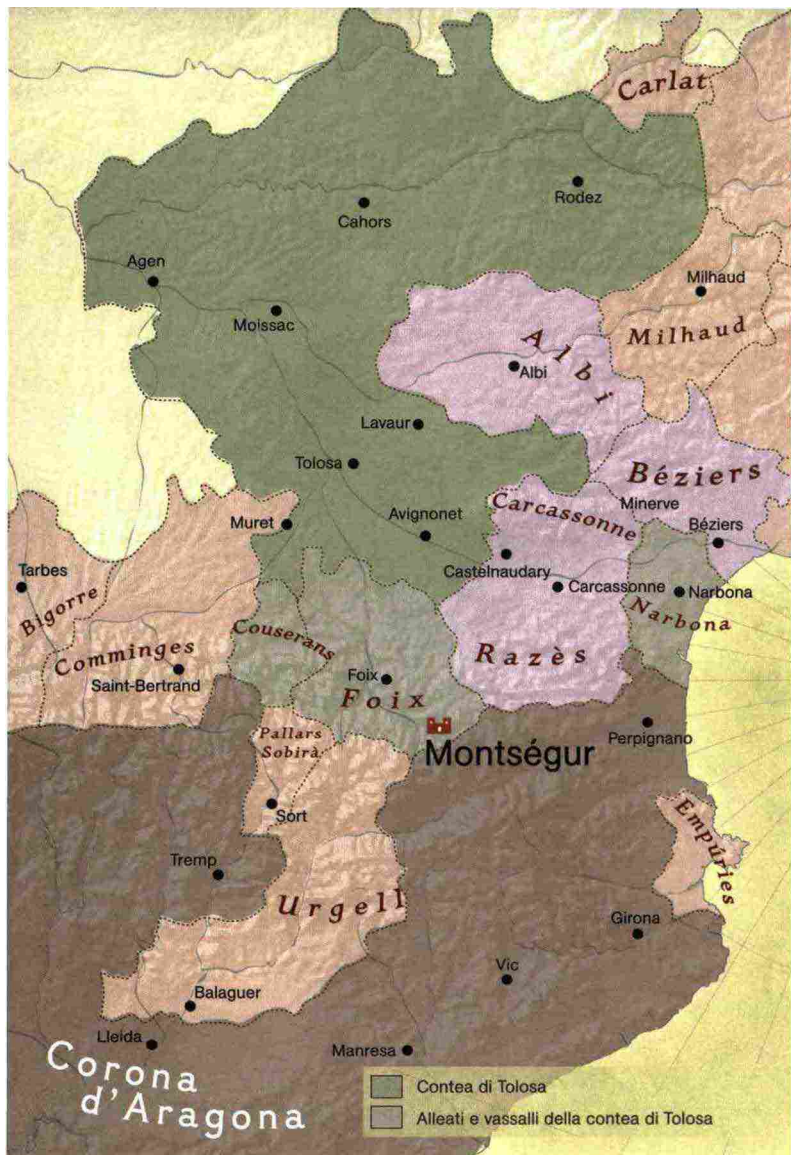 Carlat
Rodez
Cahors
Agen
Milhaud
Moissac
Milhaud
Albi
Albi
Lavaur
Tolosa
Béziers
Carcassonne
Minerve
Muret
Avignonet
Béziers
Castelnaudary
Tarbes
Carcassonne
Narbona
Bigorre
Narbona
Couserans
Comminges
Razès
Saint-Bertrand
Foix
Foix
Pallars
Sobirà
Montségur
Perpignano
Sort
Empúries
Tremp
Urgell
Girona
Vic
Balaguer
Lleida
Manresa
Corona
d'Aragona
Contea di Tolosa
Alleati e vassalli della contea di Tolosa